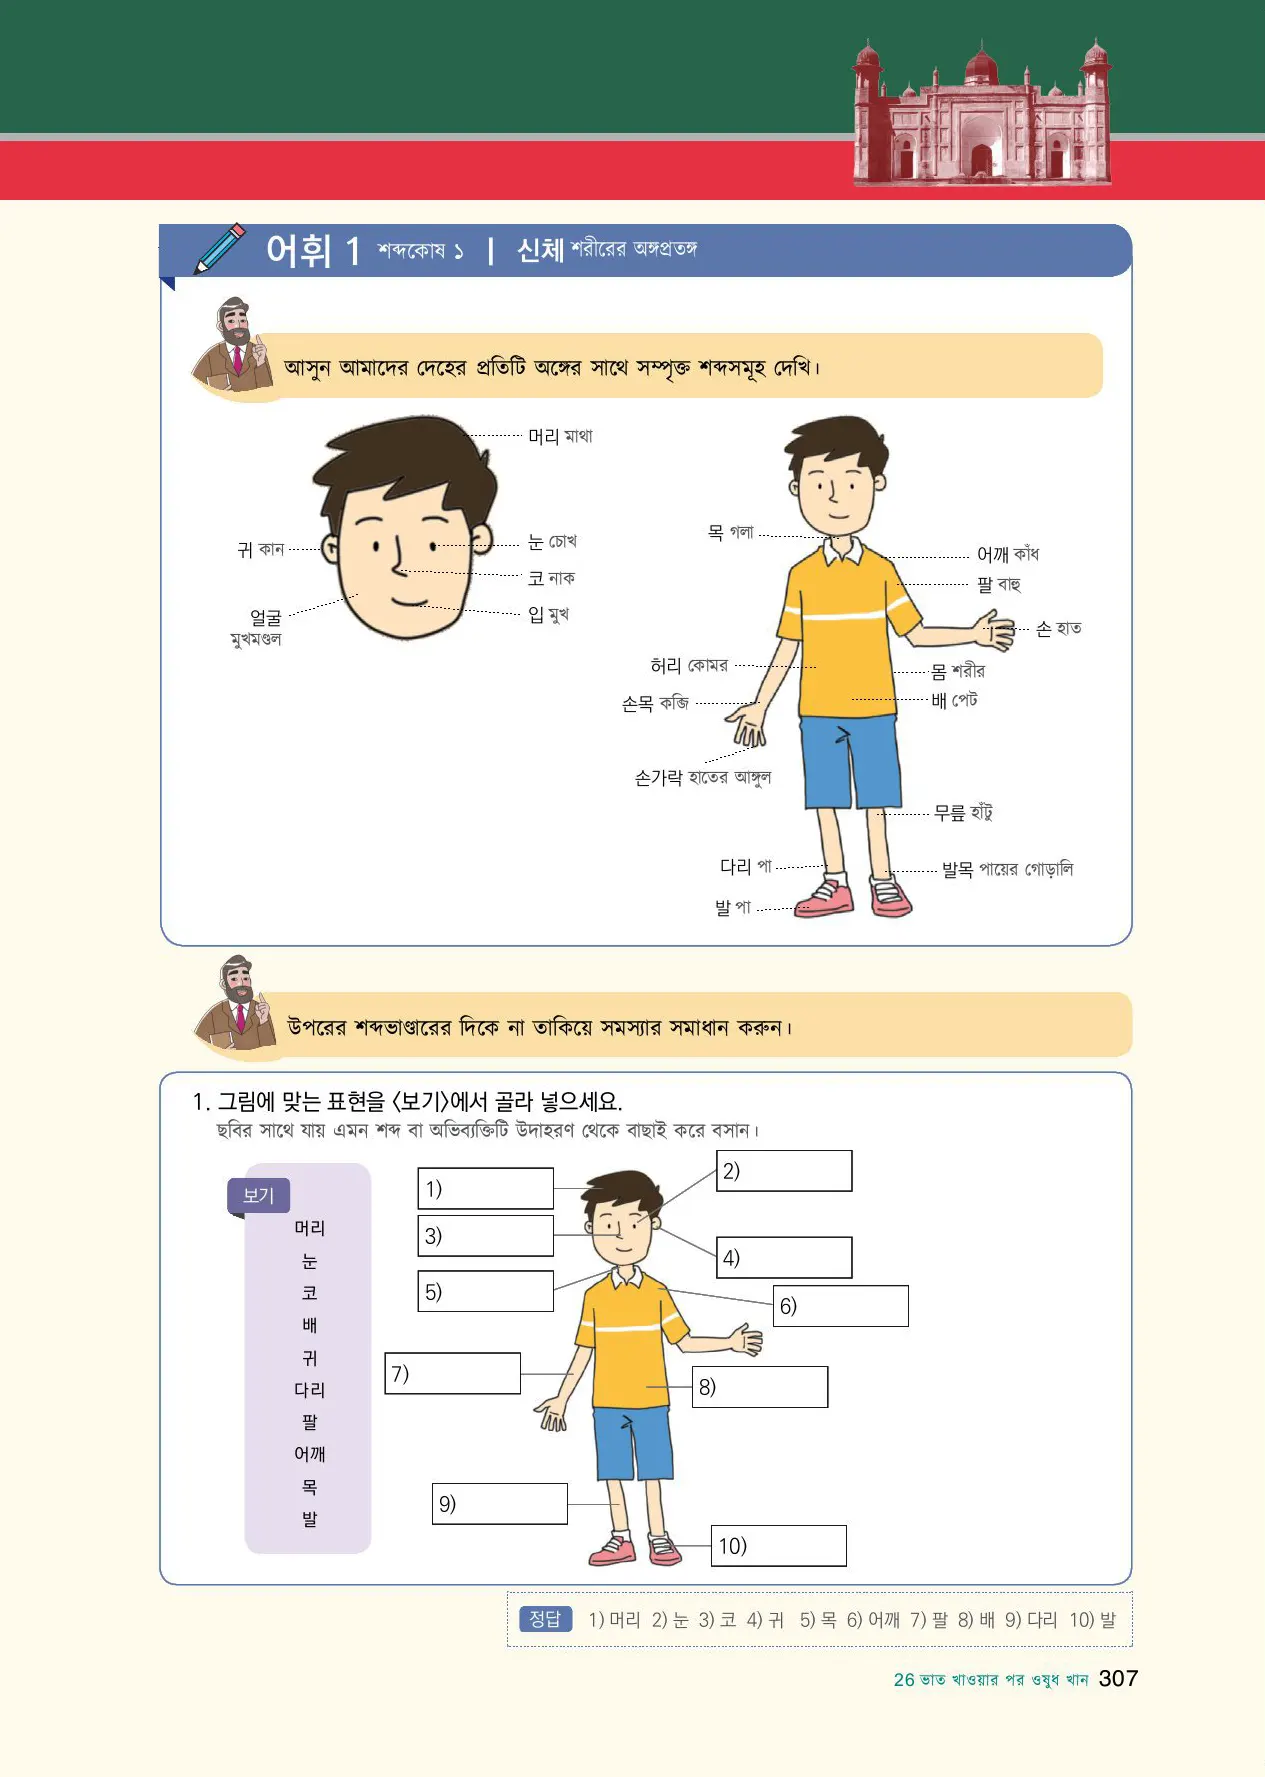 어휘 1 শব্দকোষ ১ | 신체 শরীরের অঙ্গপ্রতঙ্গ
আসুন আমাদের দেহের প্রতিটি অঙ্গের সাথে সম্পৃক্ত শব্দসমূহ দেখি।
머리 মাথা
귀 কান
눈 চোখ
코 নাক
얼굴
মুখমণ্ডল
입 মুখ
목 গলা
어깨 কাঁধ
팔 বাহু
손 হাত
허리 কোমর
몸 শরীর
손목 কব্জি
배 পেট
손가락 হাতের আঙ্গুল
무릎 হাঁটু
다리 পা
발목 পায়ের গোড়ালি
발 পা
উপরের শব্দভাণ্ডারের দিকে না তাকিয়ে সমস্যার সমাধান করুন।
1. 그림에 맞는 표현을 〈보기〉에서 골라 넣으세요.
ছবির সাথে যায় এমন শব্দ বা অভিব্যক্তিটি উদাহরণ থেকে বাছাই করে বসান।
보기
머리
눈
코
배
귀
다리
팔
어깨
목
발
1)
2)
3)
4)
5)
6)
7)
8)
9)
10)
정답 1) 머리 2) 눈 3) 코 4) 귀 5) 목 6) 어깨 7) 팔 8) 배 9) 다리 10) 발
26 ভাত খাওয়ার পর ওষুধ খান 307